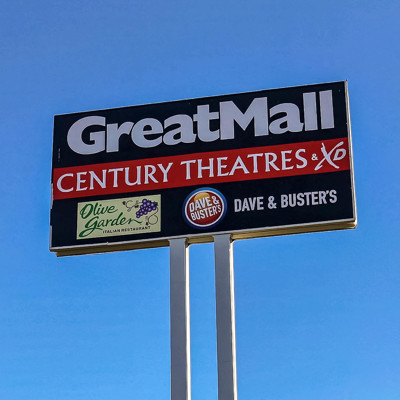 GreatMall
CENTURY THEATRES & XD
Olive Garden
ITALIAN RESTAURANT
DAVE & BUSTER'S
DAVE & BUSTER'S